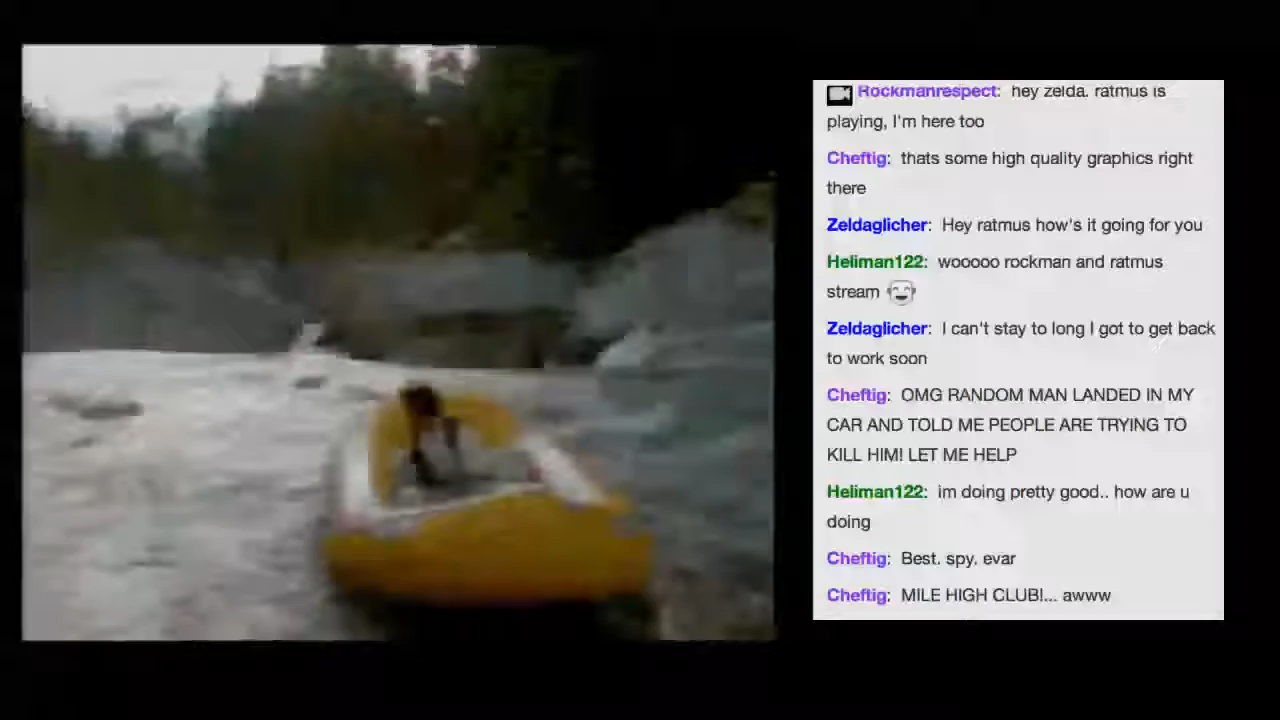 Rockmanrespect: hey zelda. ratmus is
playing, I'm here too
Cheftig: thats some high quality graphics right
there
Zeldaglicher: Hey ratmus how's it going for you
Heliman122: wooooo rockman and ratmus
stream
Zeldaglicher: I can't stay to long I got to get back
to work soon
Cheftig: OMG RANDOM MAN LANDED IN MY
CAR AND TOLD ME PEOPLE ARE TRYING TO
KILL HIM! LET ME HELP
Heliman122: im doing pretty good.. how are u
doing
Cheftig: Best. spy. evar
Cheftig: MILE HIGH CLUB!... awww